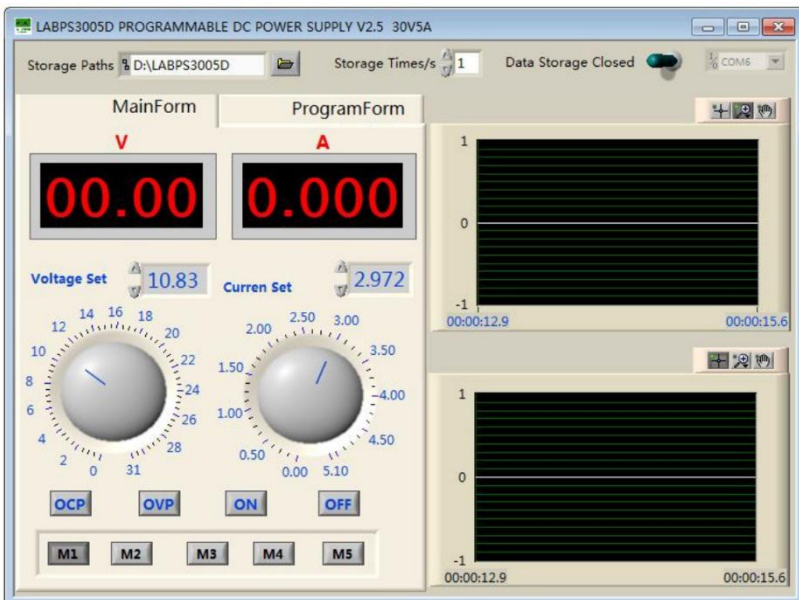 LABPS3005D PROGRAMMABLE DC POWER SUPPLY V2.5 30V5A
Storage Paths D:\LABPS3005D Storage Times/s 1 Data Storage Closed COM6
MainForm ProgramForm
V A
00.00 0.000
Voltage Set 10.83 Curren Set 2.972
0 2 4 6 8 10 12 14 16 18 20 22 24 26 28 31
0.00 0.50 1.00 1.50 2.00 2.50 3.00 3.50 4.00 4.50 5.10
OCP OVP ON OFF
M1 M2 M3 M4 M5
1
0
-1
00:00:12.9 00:00:15.6
1
0
-1
00:00:12.9 00:00:15.6